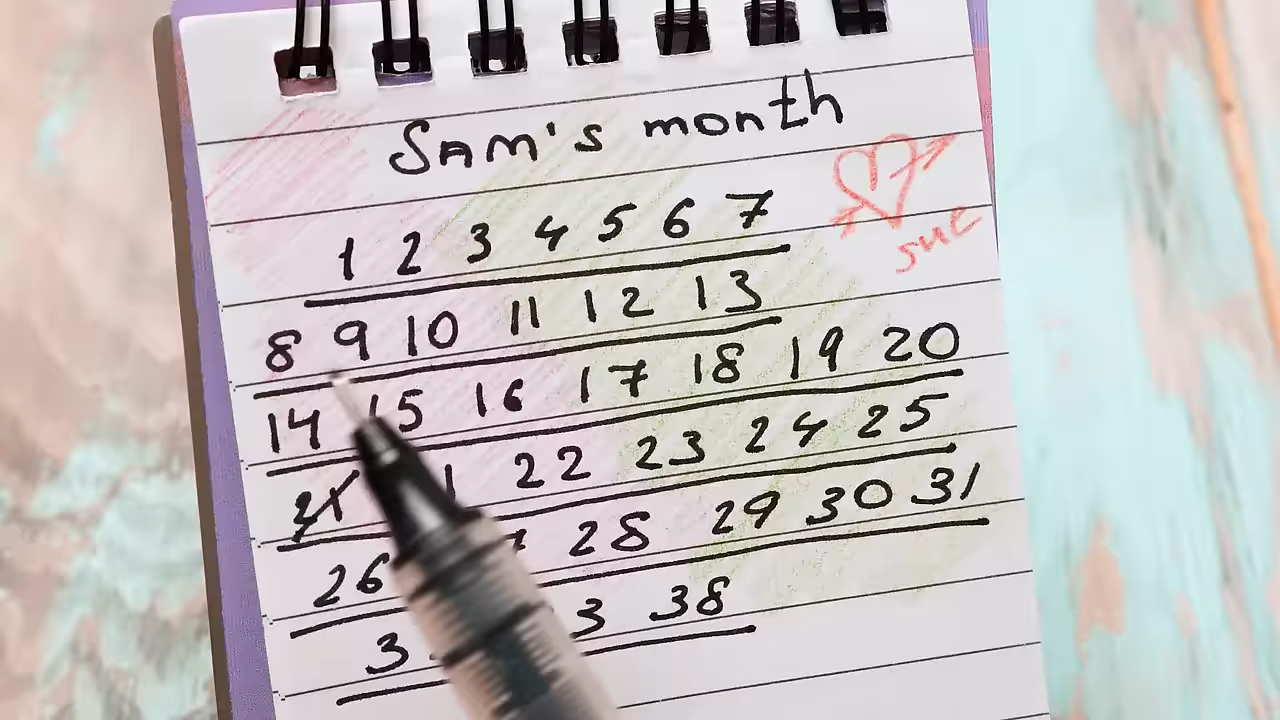 SAM's month
suc
1 2 3 4 5 6 7
8 9 10 11 12 13
14 15 16 17 18 19 20
22 23 24 25
26 28 29 30 31
38